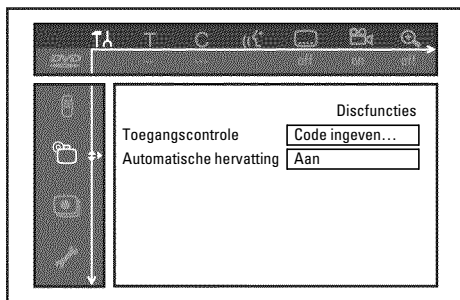 T C
DVD off on off
Discfuncties
Toegangscontrole Code ingeven...
Automatische hervatting Aan